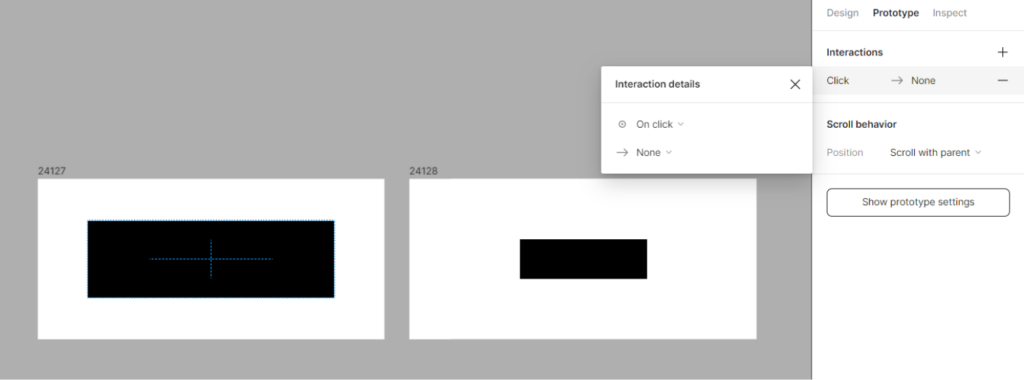 Design Prototype Inspect
Interactions
Click None
Interaction details
On click
None
Scroll behavior
Position Scroll with parent
Show prototype settings
24127 24128